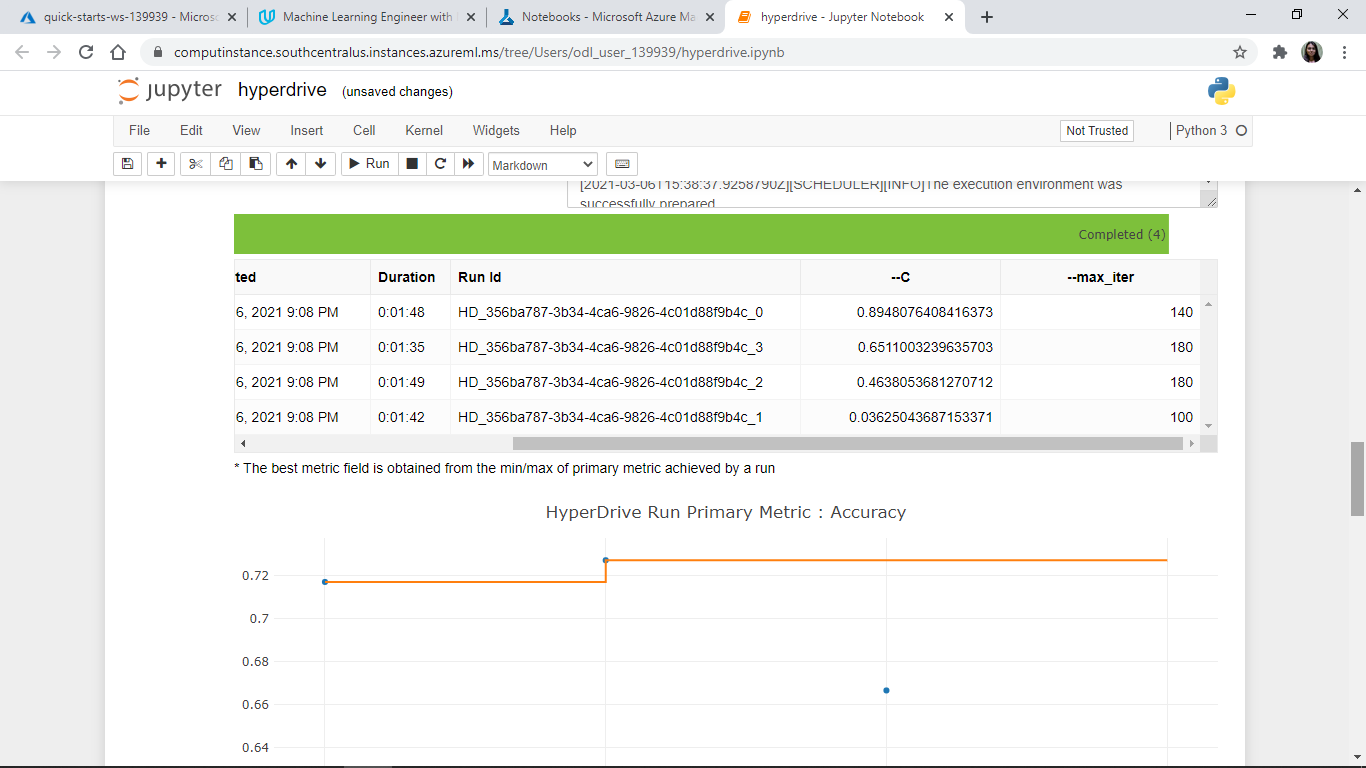 quick-starts-ws-139939 - Microso
Machine Learning Engineer with
Notebooks - Microsoft Azure Ma
hyperdrive - Jupyter Notebook
computinstance.southcentralus.instances.azureml.ms/tree/Users/odl_user_139939/hyperdrive.ipynb
jupyter hyperdrive (unsaved changes)
File Edit View Insert Cell Kernel Widgets Help Not Trusted Python 3
Run Markdown
[2021-03-06T15:38:37.9258790Z][SCHEDULER][INFO]The execution environment was
successfully prepared
Completed (4)
ted Duration Run Id --C --max_iter
6, 2021 9:08 PM 0:01:48 HD_356ba787-3b34-4ca6-9826-4c01d88f9b4c_0 0.8948076408416373 140
6, 2021 9:08 PM 0:01:35 HD_356ba787-3b34-4ca6-9826-4c01d88f9b4c_3 0.6511003239635703 180
6, 2021 9:08 PM 0:01:49 HD_356ba787-3b34-4ca6-9826-4c01d88f9b4c_2 0.4638053681270712 180
6, 2021 9:08 PM 0:01:42 HD_356ba787-3b34-4ca6-9826-4c01d88f9b4c_1 0.03625043687153371 100
* The best metric field is obtained from the min/max of primary metric achieved by a run
HyperDrive Run Primary Metric : Accuracy
0.72
0.7
0.68
0.66
0.64